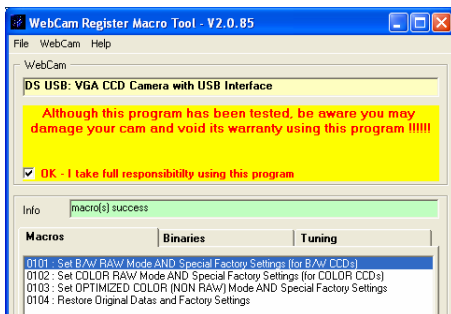 WebCam Register Macro Tool - V2.0.85
File WebCam Help
WebCam
DS USB: VGA CCD Camera with USB Interface
Although this program has been tested, be aware you may
damage your cam and void its warranty using this program !!!!!!
OK - I take full responsibitilty using this program
Info macro(s) success
Macros Binaries Tuning
0101 : Set B/W RAW Mode AND Special Factory Settings (for B/W CCDs)
0102 : Set COLOR RAW Mode AND Special Factory Settings (for COLOR CCDs)
0103 : Set OPTIMIZED COLOR (NON RAW) Mode AND Special Factory Settings
0104 : Restore Original Datas and Factory Settings